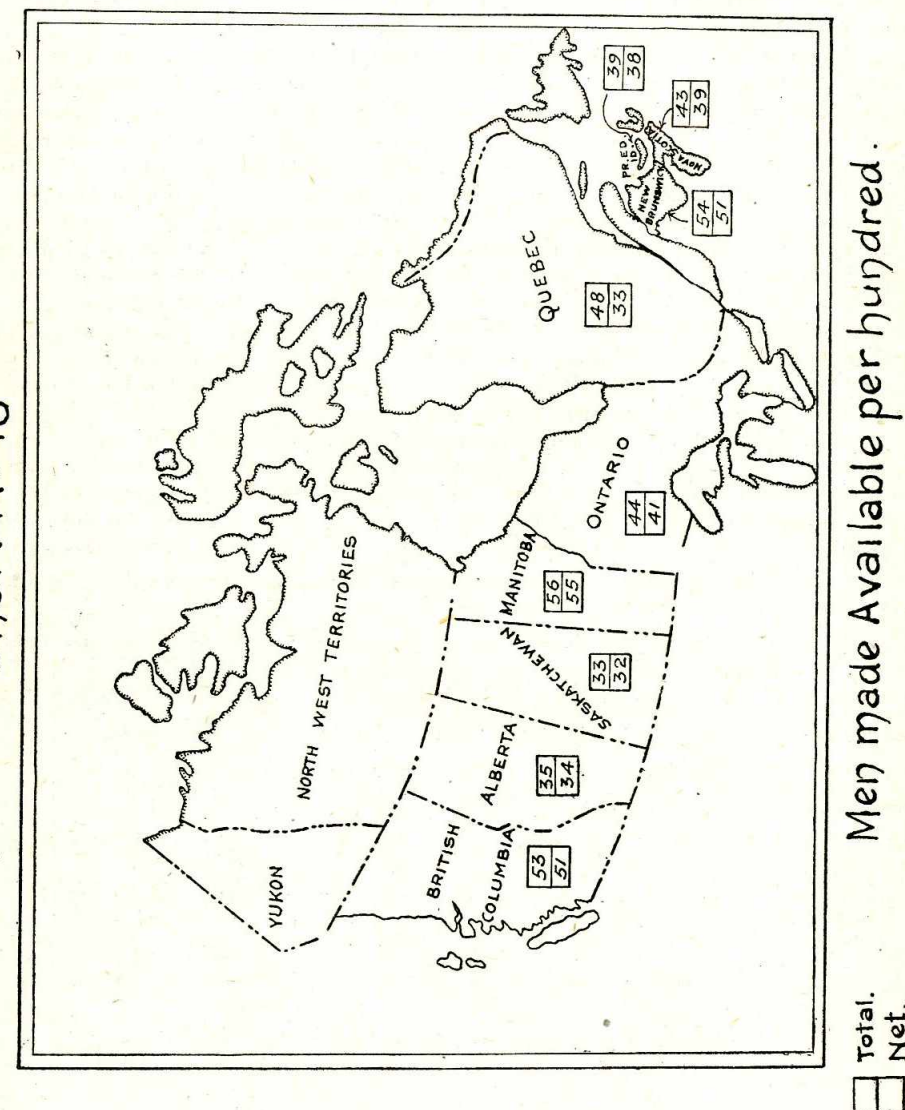 YUKON
NORTH WEST TERRITORIES
BRITISH
COLUMBIA
53
51
ALBERTA
35
34
SASKATCHEWAN
33
32
MANITOBA
56
55
ONTARIO
44
41
QUEBEC
48
33
NEW
BRUNSWICK
54
51
PR. ED.
ID.
39
38
NOVA
SCOTIA
43
39
Total.
Net.
Men made Available per hundred.